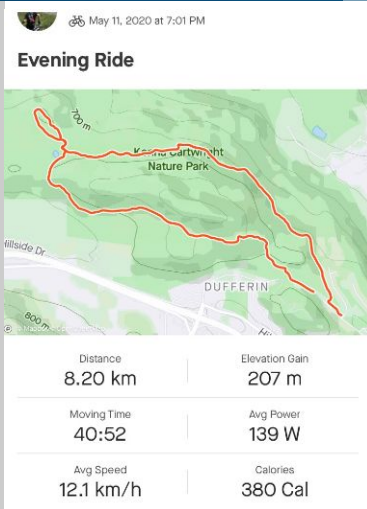 May 11, 2020 at 7:01 PM
Evening Ride
700 m
Nature Park
Hillside Dr
DUFFERIN
800
Distance
8.20 km
Elevation Gain
207 m
Moving Time
40:52
Avg Power
139 W
Avg Speed
12.1 km/h
Calories
380 Cal